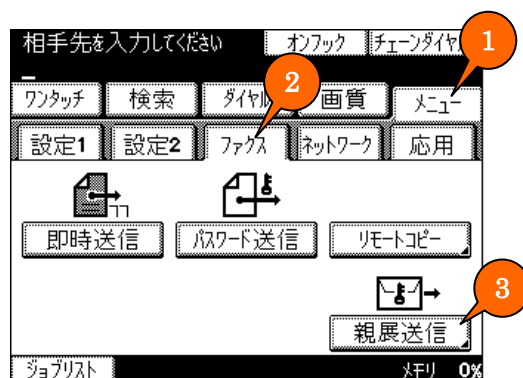 相手先を入力してください オンフック チェーンダイヤ 1
ワンタッチ 検索 ダイヤル 2 画質 メニュー
設定1 設定2 ファクス ネットワーク 応用
即時送信 パスワード送信 リモートコピー
3
親展送信
ジョブリスト メモリ 0%